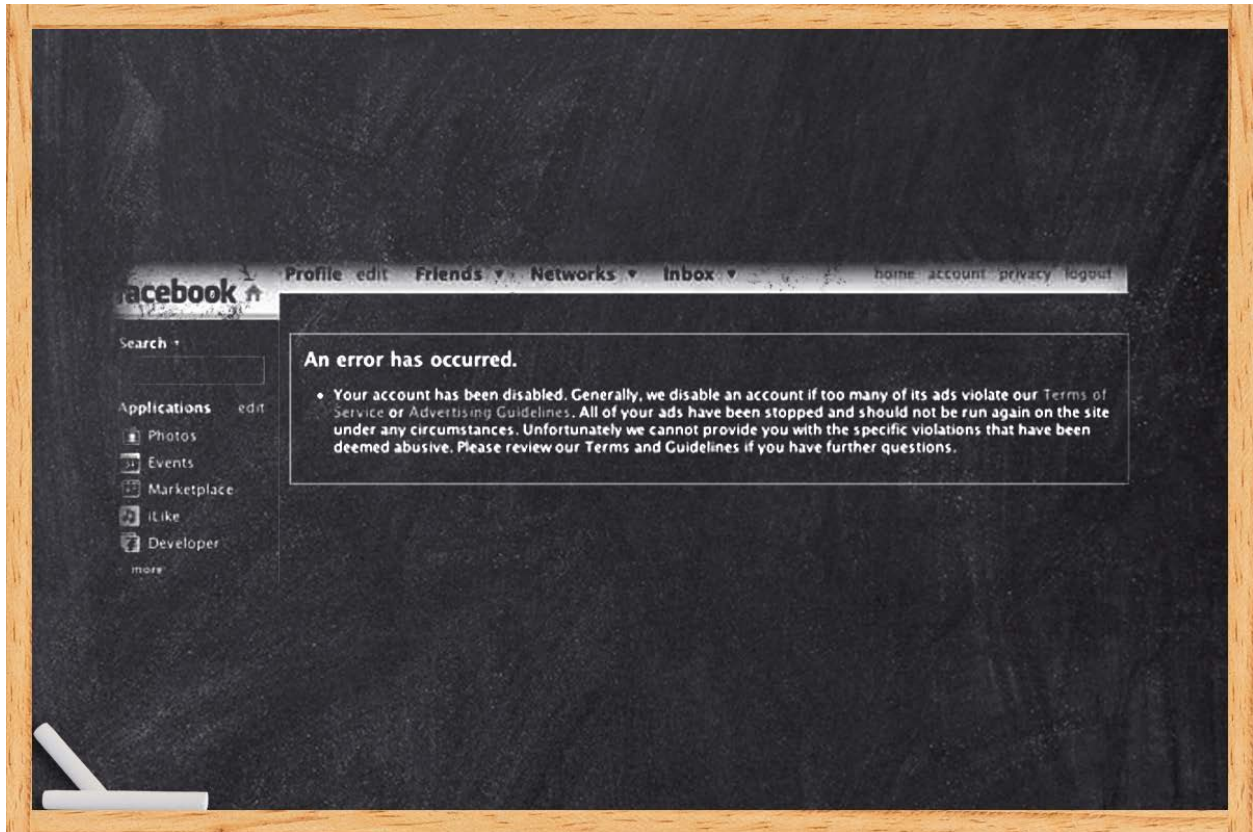 facebook
Profile edit Friends Networks Inbox home account privacy logout
Search
Applications edit
Photos
31 Events
Marketplace
iLike
Developer
more
An error has occurred.
• Your account has been disabled. Generally, we disable an account if too many of its ads violate our Terms of
Service or Advertising Guidelines. All of your ads have been stopped and should not be run again on the site
under any circumstances. Unfortunately we cannot provide you with the specific violations that have been
deemed abusive. Please review our Terms and Guidelines if you have further questions.